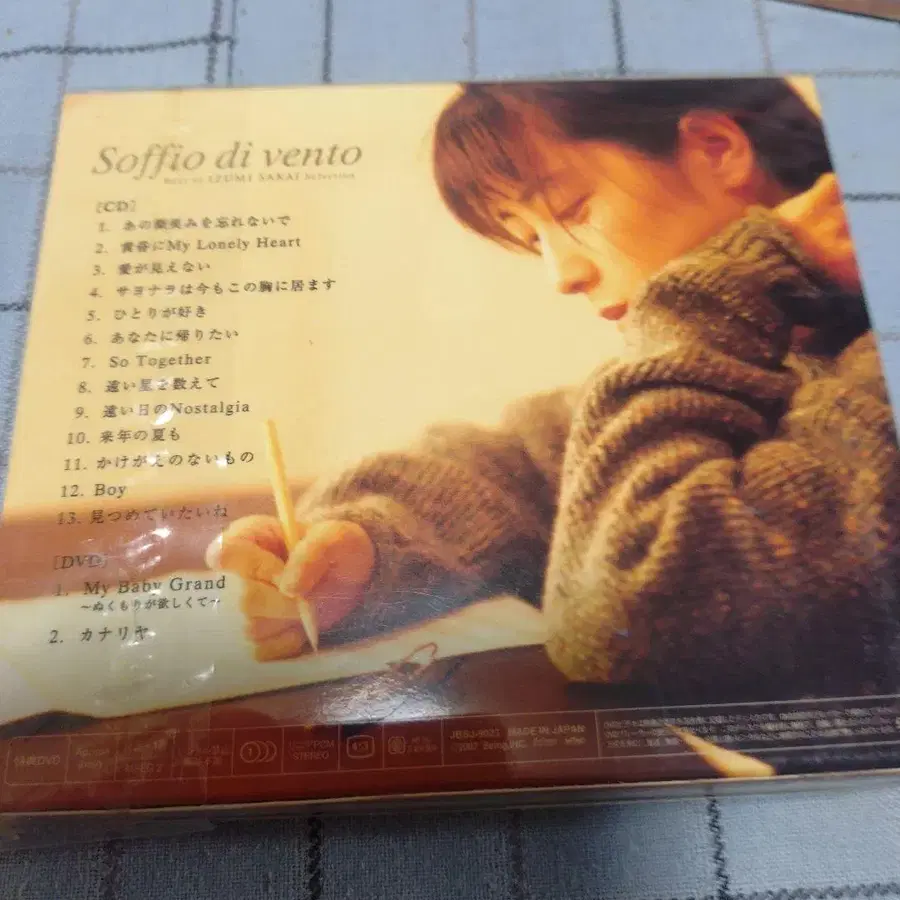 Soffio di vento
Best of IZUMI SAKAI Selection
[CD]
1. あの微笑みを忘れないで
2. 黄昏にMy Lonely Heart
3. 愛が見えない
4. サヨナラは今もこの胸に居ます
5. ひとりが好き
6. あなたに帰りたい
7. So Together
8. 遠い星を数えて
9. 遠い日のNostalgia
10. 来年の夏も
11. かけがえのないもの
12. Boy
13. 見つめていたいね
[DVD]
1. My Baby Grand
〜ぬくもりが欲しくて〜
2. カナリヤ
特典DVD
STEREO
MADE IN JAPAN